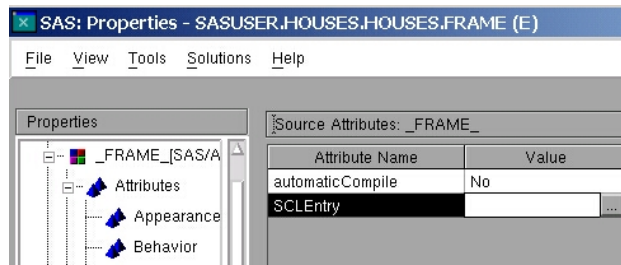 SAS: Properties - SASUSER.HOUSES.HOUSES.FRAME (E)
File View Tools Solutions Help
Properties
_FRAME_[SAS/A
Attributes
Appearance
Behavior
Source Attributes: _FRAME_
Attribute Name Value
automaticCompile No
SCLEntry ...